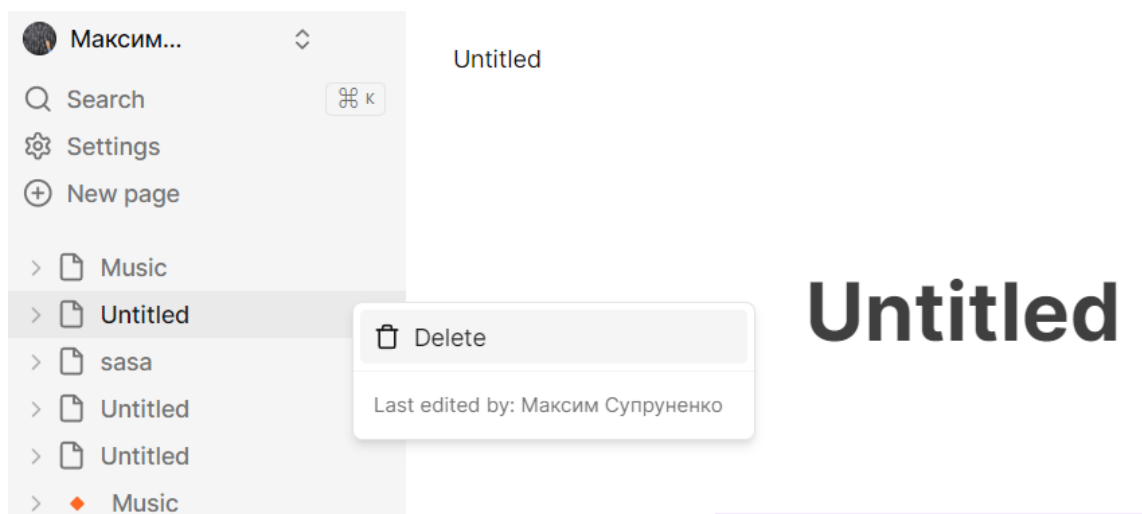 Максим...
Search
⌘ K
Settings
New page
Music
Untitled
sasa
Untitled
Untitled
Music
Untitled
Untitled
Delete
Last edited by: Максим Супруненко